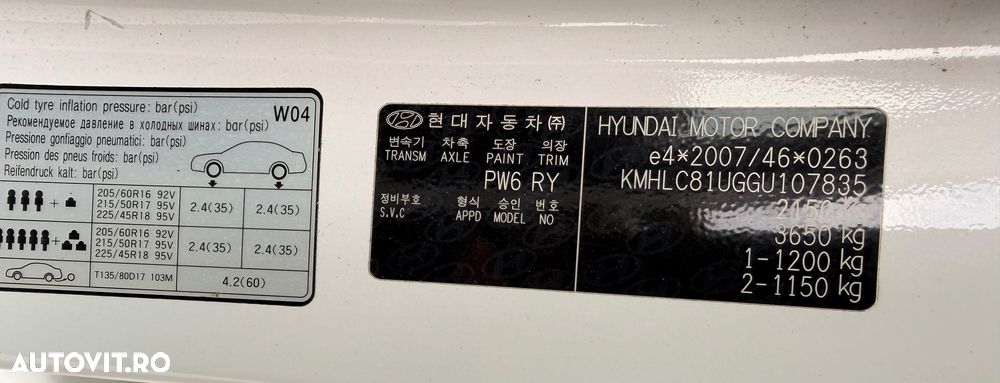 Cold tyre inflation pressure: bar(psi)
W04
Рекомендуемое давление в холодных шинах: bar(psi)
Pressione gonfiaggio pneumatici: bar(psi)
Pression des pneus froids: bar(psi)
Reifendruck kalt: bar(psi)
205/60R16 92V
215/50R17 95V
225/45R18 95V
2.4(35) 2.4(35)
205/60R16 92V
215/50R17 95V
225/45R18 95V
2.4(35) 2.4(35)
T135/80D17 103M 4.2(60)
현대자동차㈜
변속기 차축 도장 의장
TRANSM AXLE PAINT TRIM
PW6 RY
정비부호 형식 승인 번호
S.V.C APPD MODEL NO
HYUNDAI MOTOR COMPANY
e4*2007/46*0263
KMHLC81UGGU107835
2150 kg
3650 kg
1-1200 kg
2-1150 kg
AUTOVIT.RO